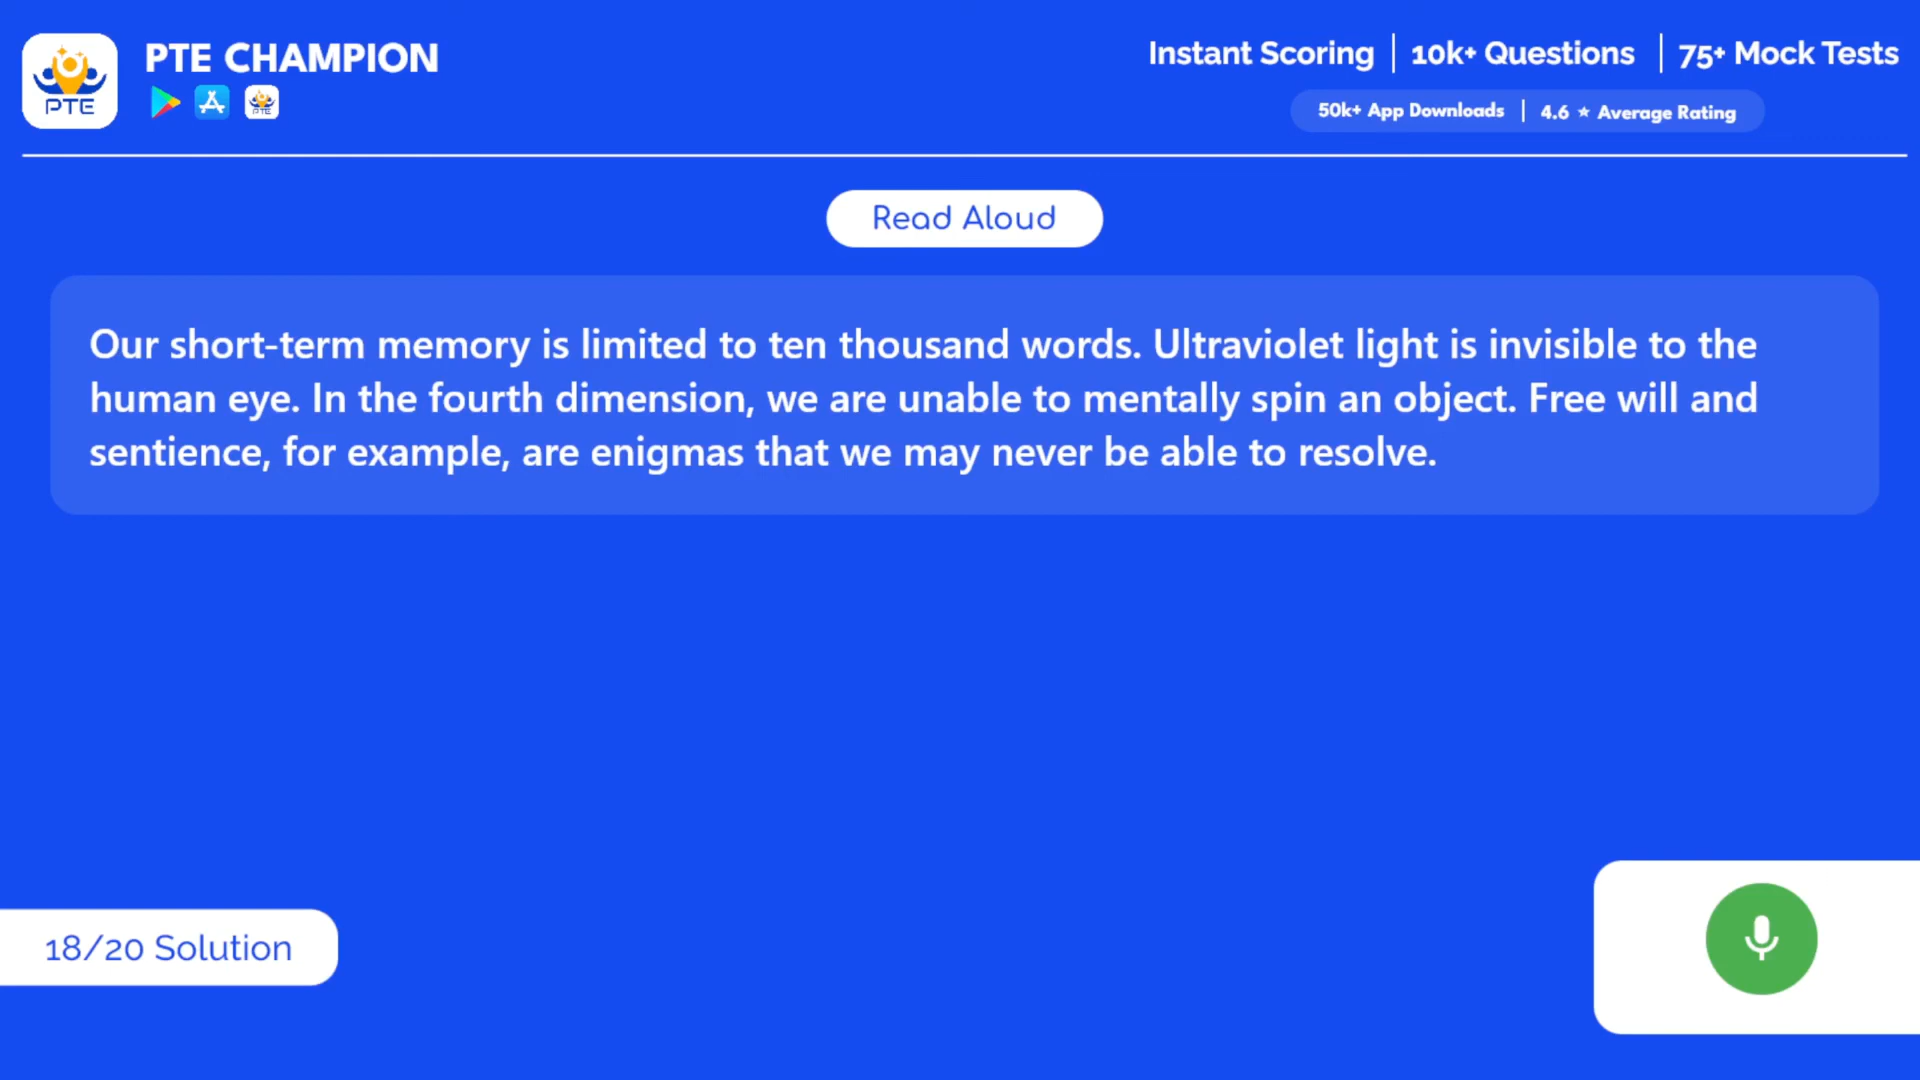 PTE CHAMPION
PTE
PTE
Instant Scoring | 10k+ Questions | 75+ Mock Tests
50k+ App Downloads | 4.6 ★ Average Rating
Read Aloud
Our short-term memory is limited to ten thousand words. Ultraviolet light is invisible to the
human eye. In the fourth dimension, we are unable to mentally spin an object. Free will and
sentience, for example, are enigmas that we may never be able to resolve.
18/20 Solution